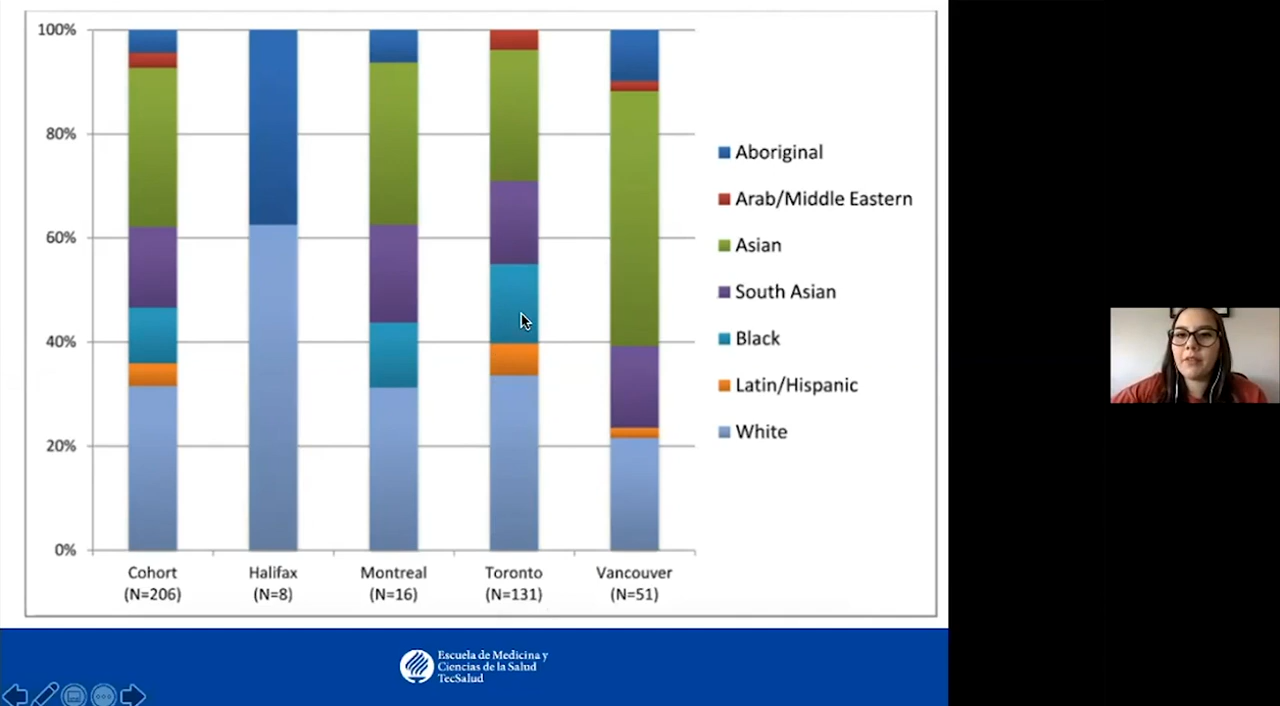 100%
80%
60%
40%
20%
0%
Cohort
(N=206)
Halifax
(N=8)
Montreal
(N=16)
Toronto
(N=131)
Vancouver
(N=51)
Aboriginal
Arab/Middle Eastern
Asian
South Asian
Black
Latin/Hispanic
White
Escuela de Medicina y
Ciencias de la Salud
TecSalud